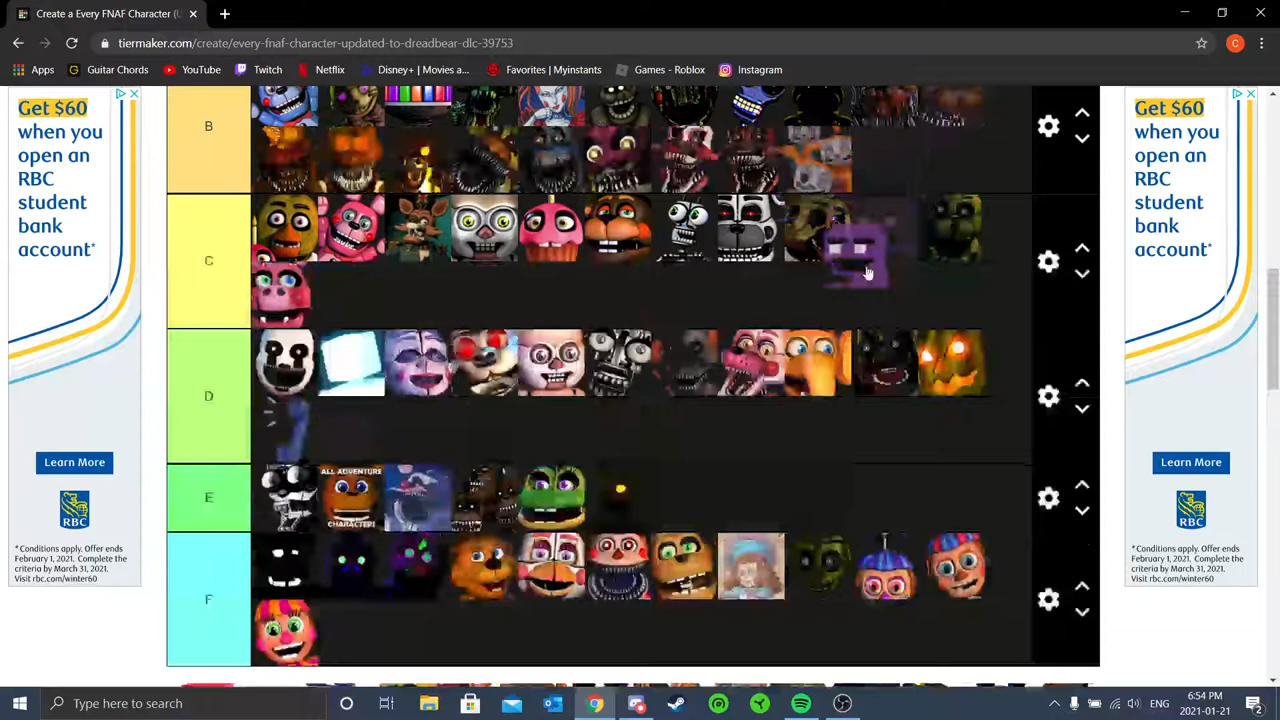 Create a Every FNAF Character (
tiermaker.com/create/every-fnaf-character-updated-to-dreadbear-dlc-39753
C
Apps
Guitar Chords
YouTube
Twitch
Netflix
Disney+ | Movies a...
Favorites | Myinstants
Games - Roblox
Instagram
Get $60
when you
open an
RBC
student
bank
account*
Learn More
RBC
*Conditions apply. Offer ends
February 1, 2021. Complete the
criteria by March 31, 2021.
Visit rbc.com/winter60
B
C
D
E
ALL ADVENTURE
CHARACTER!
F
Get $60
when you
open an
RBC
student
bank
account*
Learn More
RBC
*Conditions apply. Offer ends
February 1, 2021. Complete the
criteria by March 31, 2021.
Visit rbc.com/winter60
Type here to search
ENG
6:54 PM
2021-01-21
2